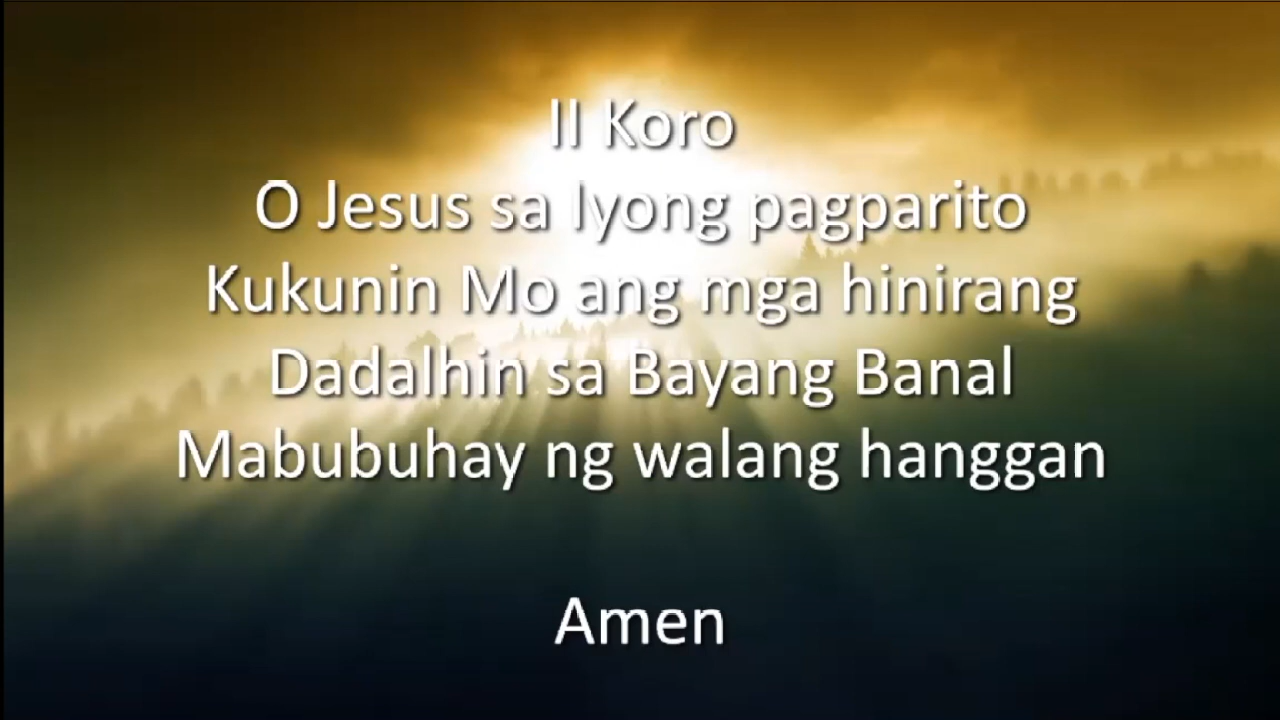 II Koro
O Jesus sa Iyong pagparito
Kukunin Mo ang mga hinirang
Dadalhin sa Bayang Banal
Mabubuhay ng walang hanggan
Amen